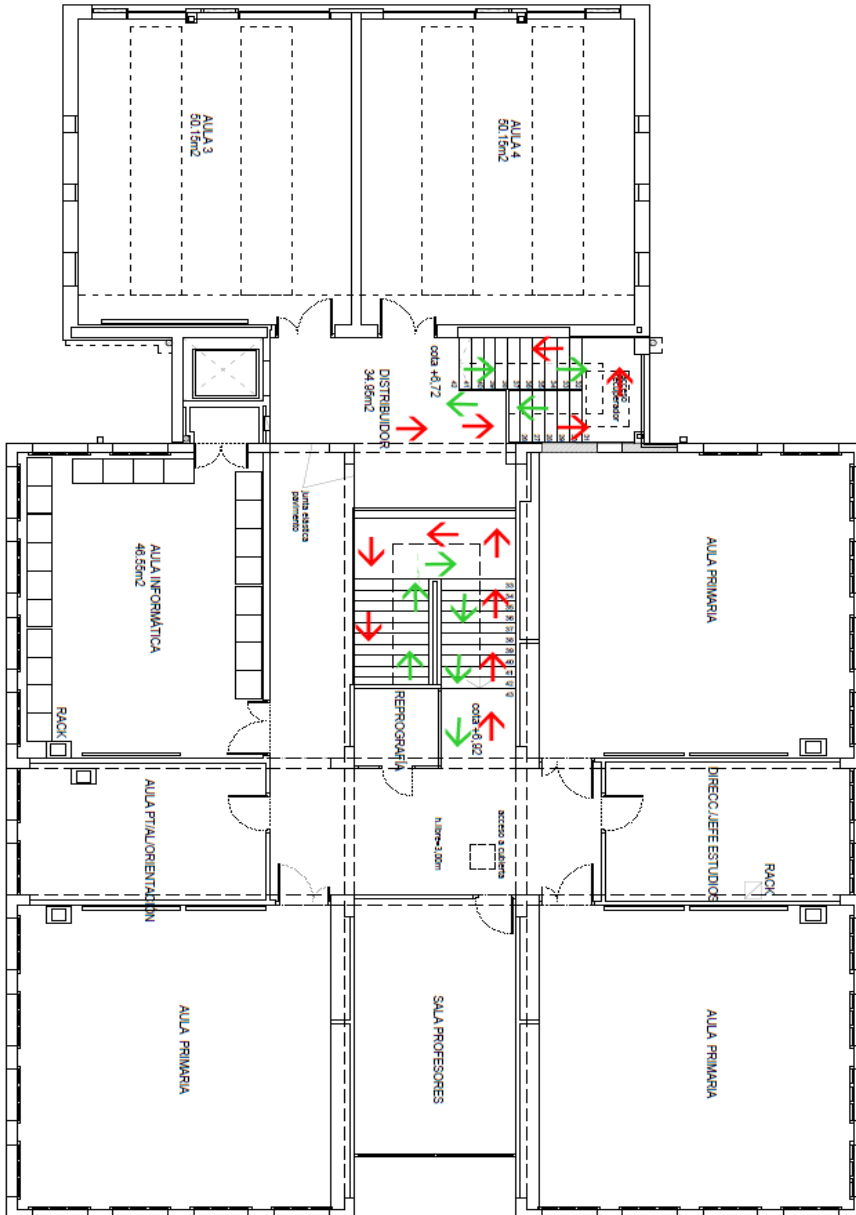 AULA 3
50.15m2
AULA 4
50.15m2
cota +6,72
DISTRIBUIDOR
34.95m2
acceso
junta elástica
pavimento
AULA INFORMÁTICA
46.55m2
RACK
AULA PRIMARIA
REPROGRAFÍA
cota +6,92
AULA PT/AL/ORIENTACIÓN
h.libre=3,00m
acceso a cubierta
DIRECC./JEFE ESTUDIOS
RACK
AULA PRIMARIA
SALA PROFESORES
AULA PRIMARIA